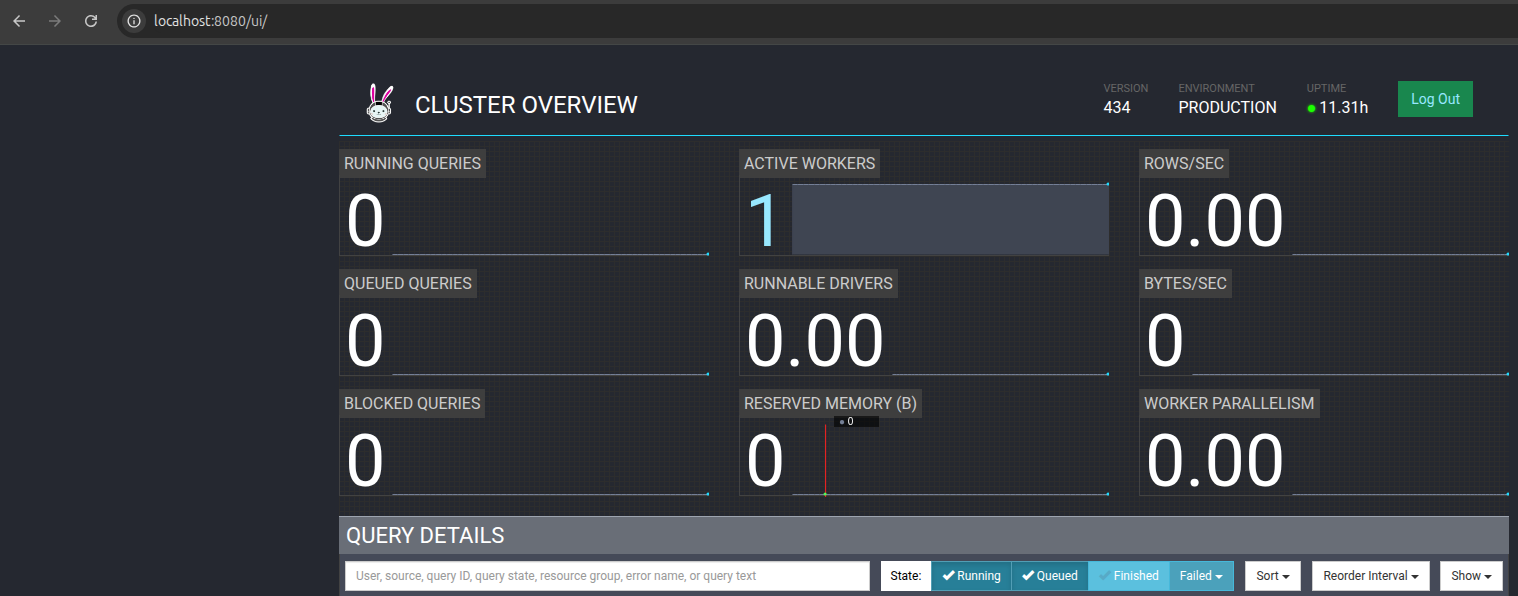 localhost:8080/ui/
CLUSTER OVERVIEW
VERSION
434
ENVIRONMENT
PRODUCTION
UPTIME
11.31h
Log Out
RUNNING QUERIES
0
ACTIVE WORKERS
1
ROWS/SEC
0.00
QUEUED QUERIES
0
RUNNABLE DRIVERS
0.00
BYTES/SEC
0
BLOCKED QUERIES
0
RESERVED MEMORY (B)
0
0
WORKER PARALLELISM
0.00
QUERY DETAILS
User, source, query ID, query state, resource group, error name, or query text
State:
Running
Queued
Finished
Failed
Sort
Reorder Interval
Show